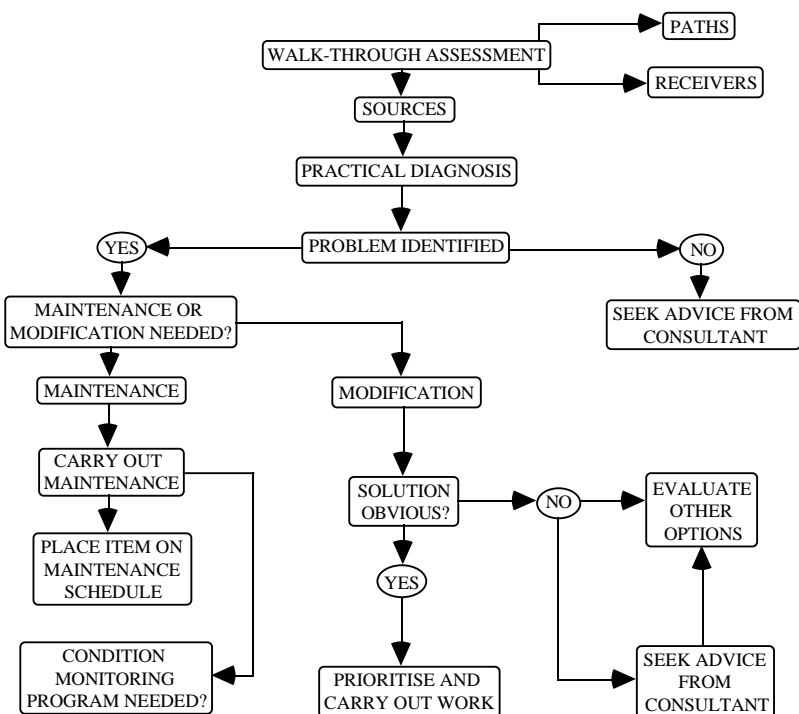 PATHS
WALK-THROUGH ASSESSMENT
RECEIVERS
SOURCES
PRACTICAL DIAGNOSIS
YES
PROBLEM IDENTIFIED
NO
MAINTENANCE OR
MODIFICATION NEEDED?
SEEK ADVICE FROM
CONSULTANT
MAINTENANCE
MODIFICATION
CARRY OUT
MAINTENANCE
SOLUTION
OBVIOUS?
NO
EVALUATE
OTHER
OPTIONS
PLACE ITEM ON
MAINTENANCE
SCHEDULE
YES
CONDITION
MONITORING
PROGRAM NEEDED?
PRIORITISE AND
CARRY OUT WORK
SEEK ADVICE
FROM
CONSULTANT